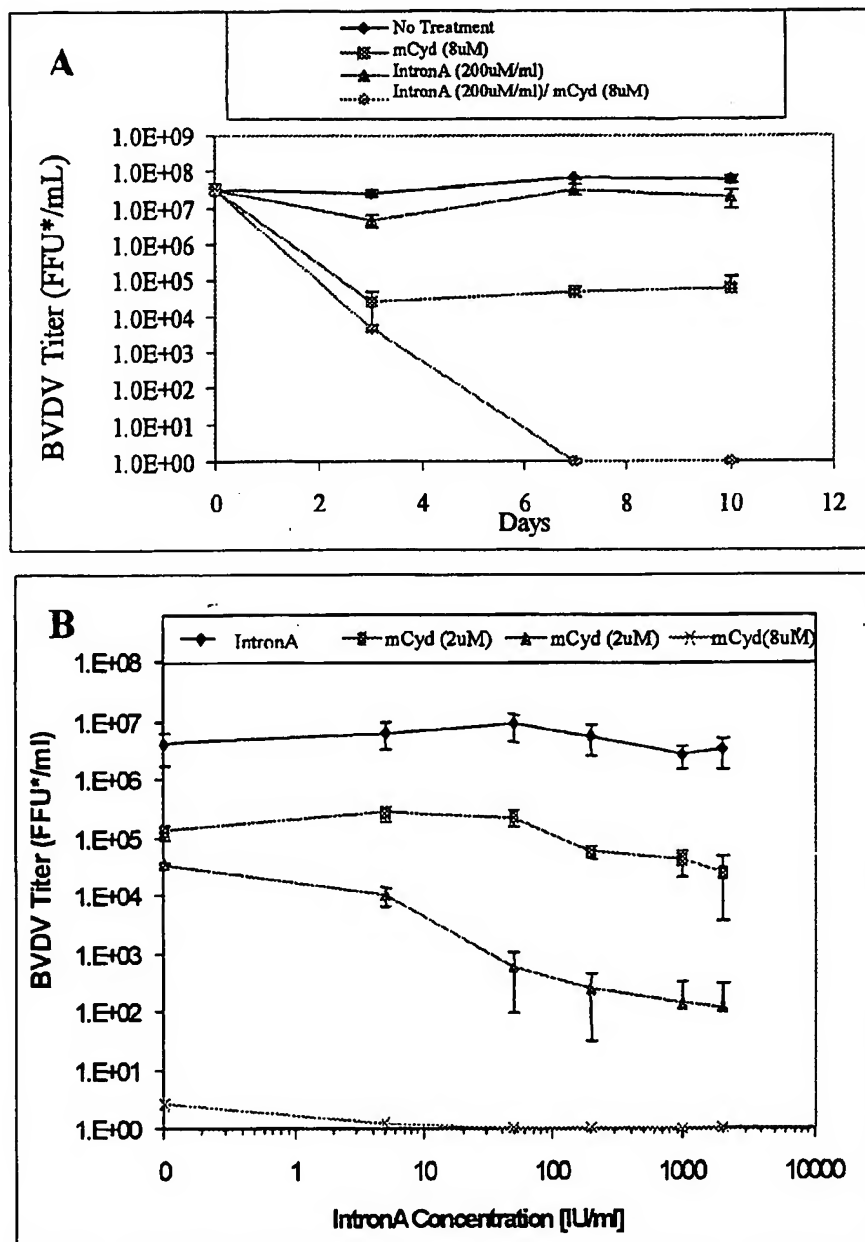 A
No Treatment
mCyd (8uM)
IntronA (200uM/ml)
IntronA (200uM/ml)/ mCyd (8uM)
BVDV Titer (FFU*/mL)
1.0E+09
1.0E+08
1.0E+07
1.0E+06
1.0E+05
1.0E+04
1.0E+03
1.0E+02
1.0E+01
1.0E+00
0 2 4 6 8 10 12
Days
B
IntronA mCyd (2uM) mCyd (2uM) mCyd(8uM)
BVDV Titer (FFU*/ml)
1.E+08
1.E+07
1.E+06
1.E+05
1.E+04
1.E+03
1.E+02
1.E+01
1.E+00
0 1 10 100 1000 10000
IntronA Concentration [IU/ml]